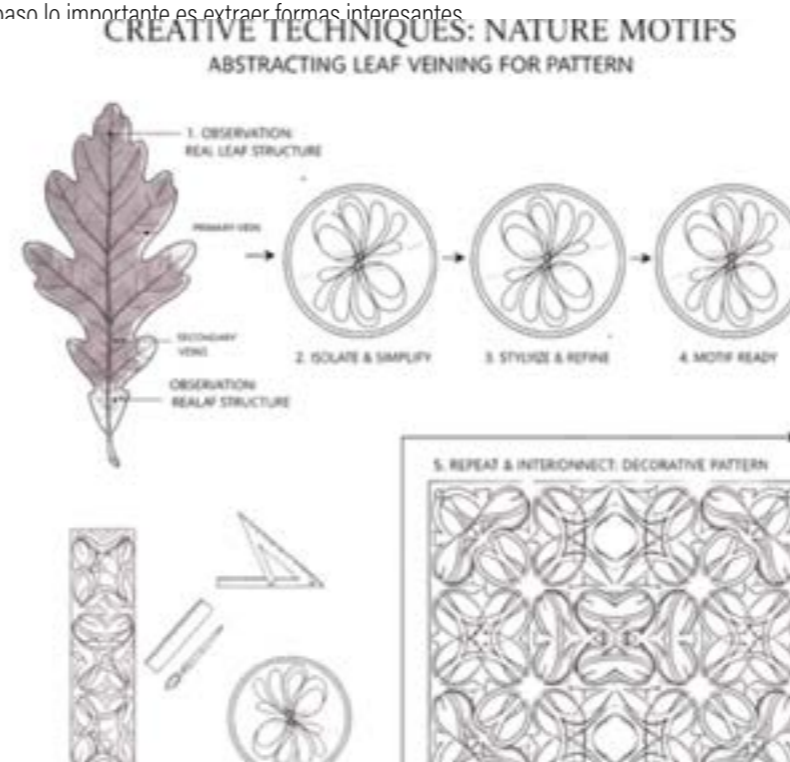 paso lo importante es extraer formas interesantes
CREATIVE TECHNIQUES: NATURE MOTIFS
ABSTRACTING LEAF VEINING FOR PATTERN
1. OBSERVATION:
REAL LEAF STRUCTURE
PRIMARY VEIN
SECONDARY
VEINS
OBSERVATION:
REALAF STRUCTURE
2. ISOLATE & SIMPLIFY
3. STYLYIZE & REFINE
4. MOTIF READY
5. REPEAT & INTERIONNECT: DECORATIVE PATTERN